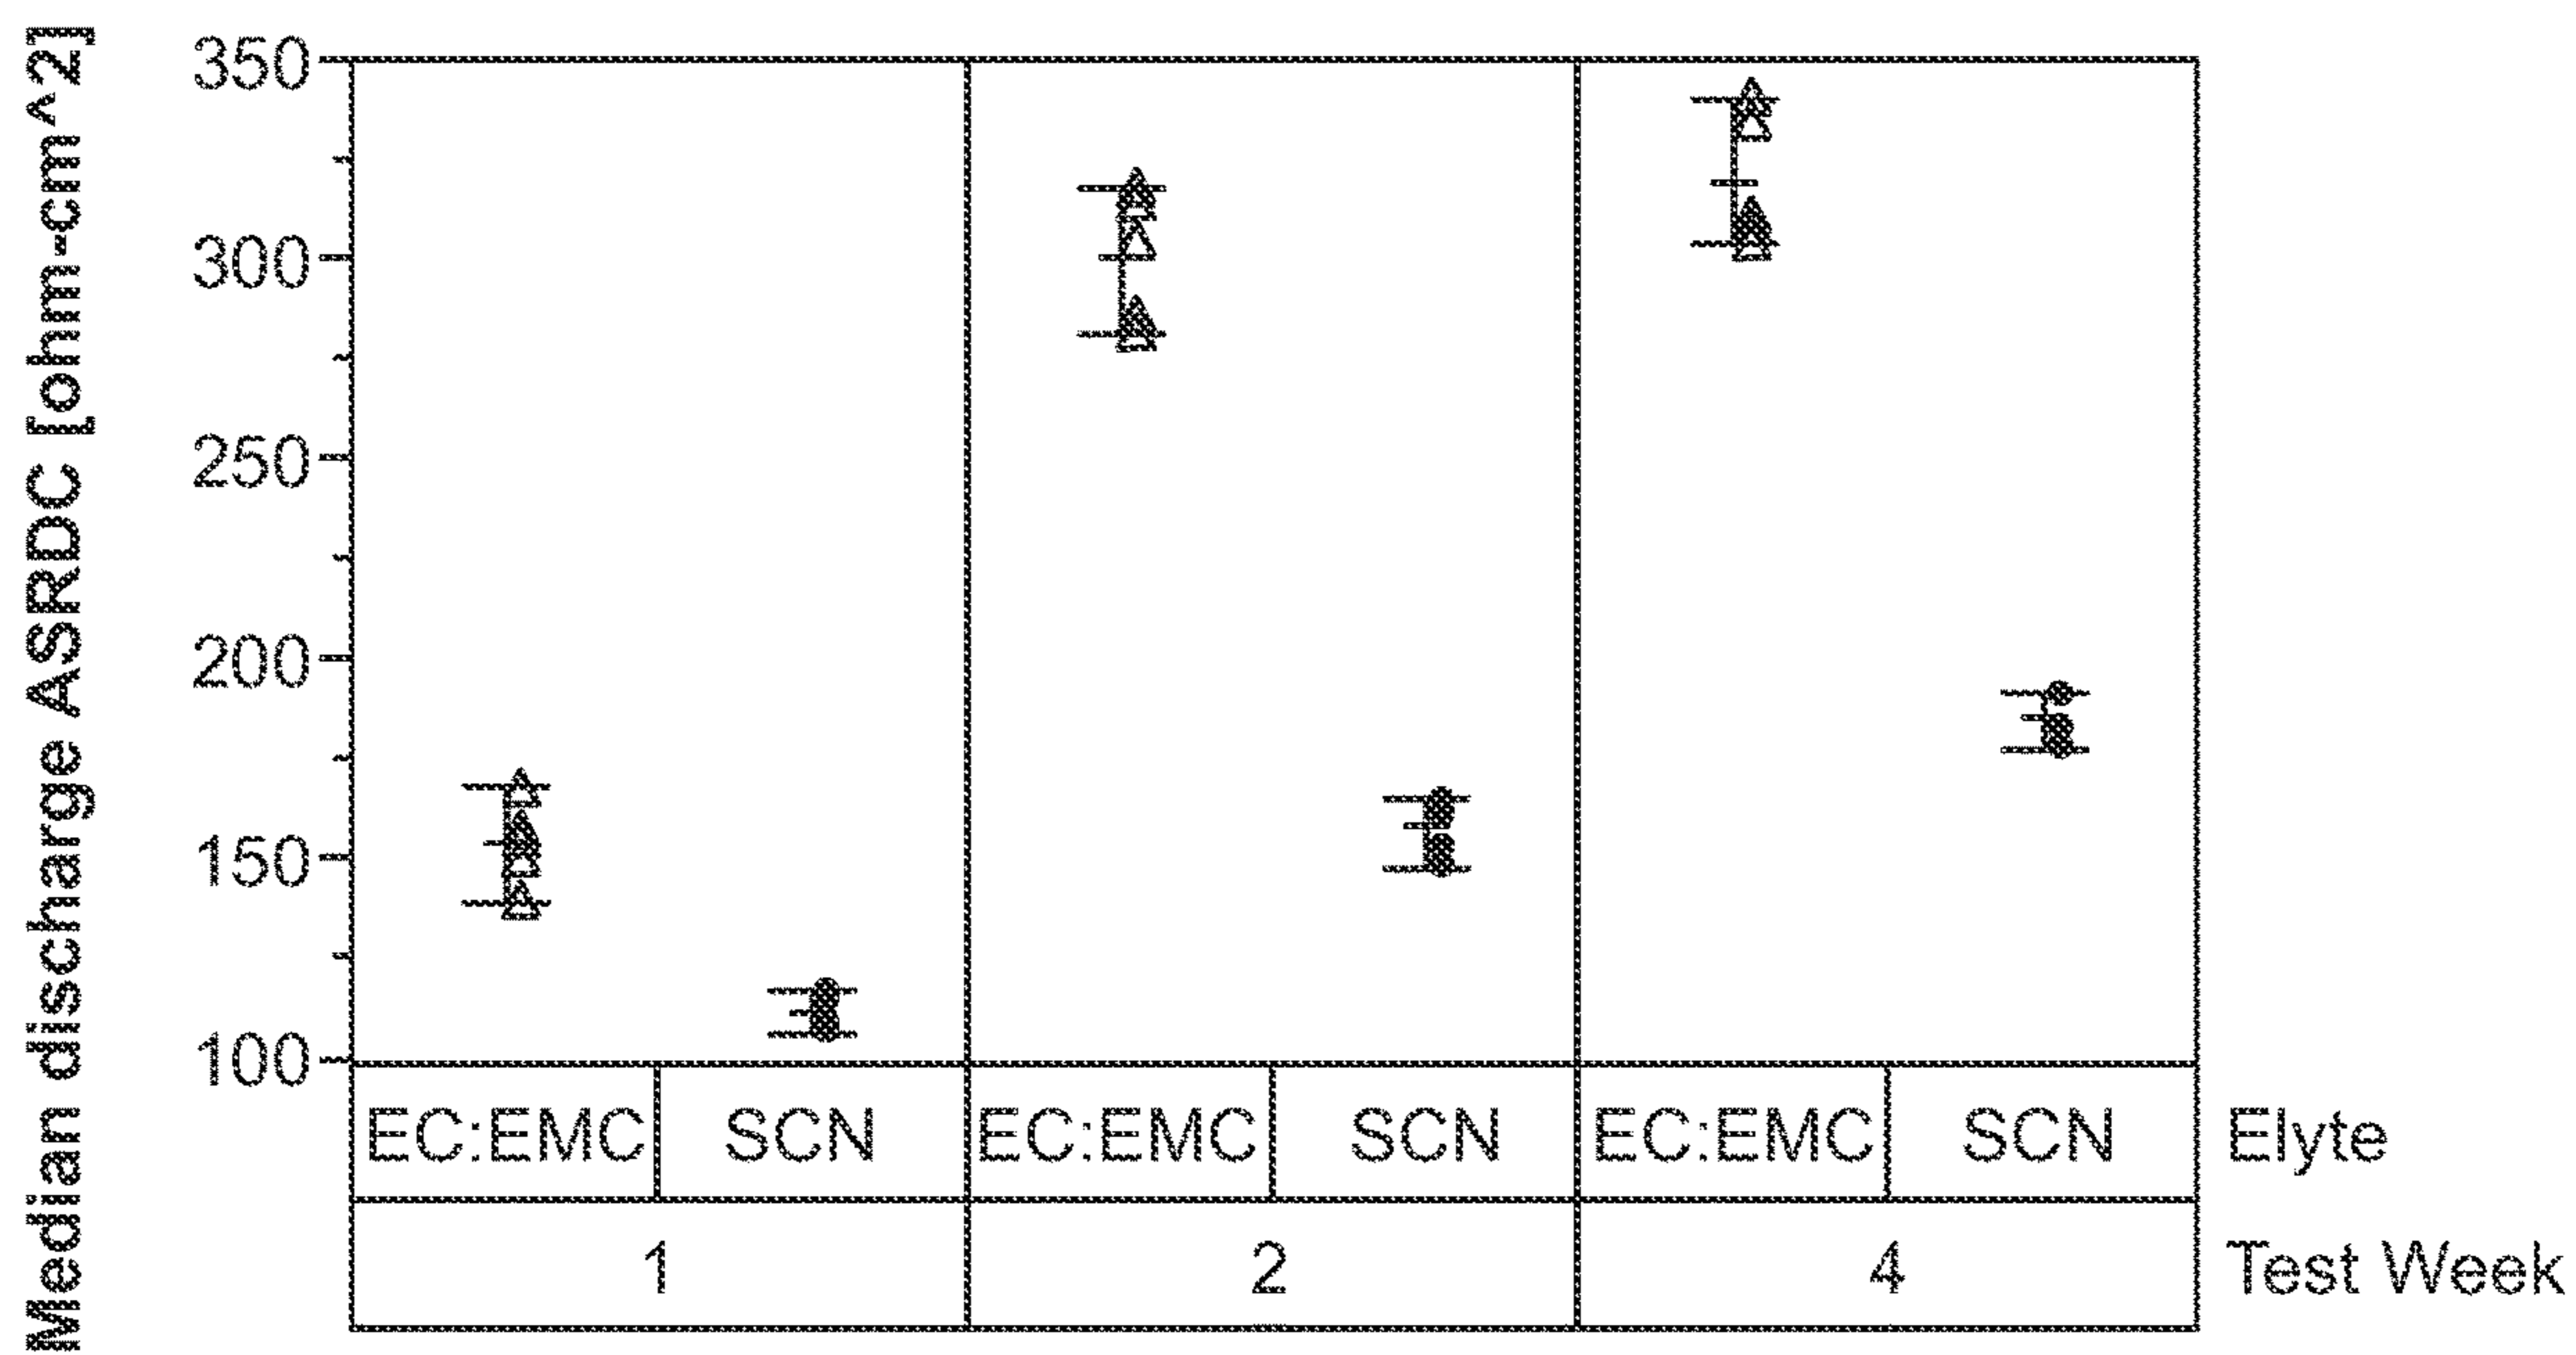 Median discharge ASRDC [ohm-cm^2]
350
300
250
200
150
100
EC:EMC SCN EC:EMC SCN EC:EMC SCN Elyte
1 2 4 Test Week